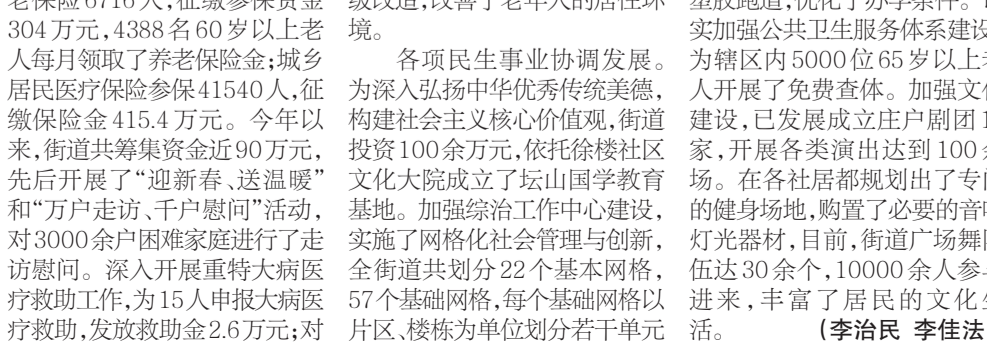 老保险6716人,征缴参保资金
304万元,4388名60岁以上老
人每月领取了养老保险金;城乡
居民医疗保险参保41540人,征
缴保险金415.4万元。今年以
来,街道共筹集资金近90万元,
先后开展了“迎新春、送温暖”
和“万户走访、千户慰问”活动,
对3000余户困难家庭进行了走
访慰问。深入开展重特大病医
疗救助工作,为15人申报大病医
疗救助,发放救助金2.6万元;对
级改造,改善了老年人的居住环
境。
各项民生事业协调发展。
为深入弘扬中华优秀传统美德,
构建社会主义核心价值观,街道
投资100余万元,依托徐楼社区
文化大院成立了坛山国学教育
基地。加强综治工作中心建设,
实施了网格化社会管理与创新,
全街道共划分22个基本网格,
57个基础网格,每个基础网格以
片区、楼栋为单位划分若干单元
塑胶跑道,优化了办学条件。
实加强公共卫生服务体系建设
为辖区内5000位65岁以上老
人开展了免费查体。加强文化
建设,已发展成立庄户剧团1
家,开展各类演出达到100余
场。在各社居都规划出了专门
的健身场地,购置了必要的音响
灯光器材,目前,街道广场舞队
伍达30余个,10000余人参与
进来,丰富了居民的文化生
活。 (李治民 李佳法